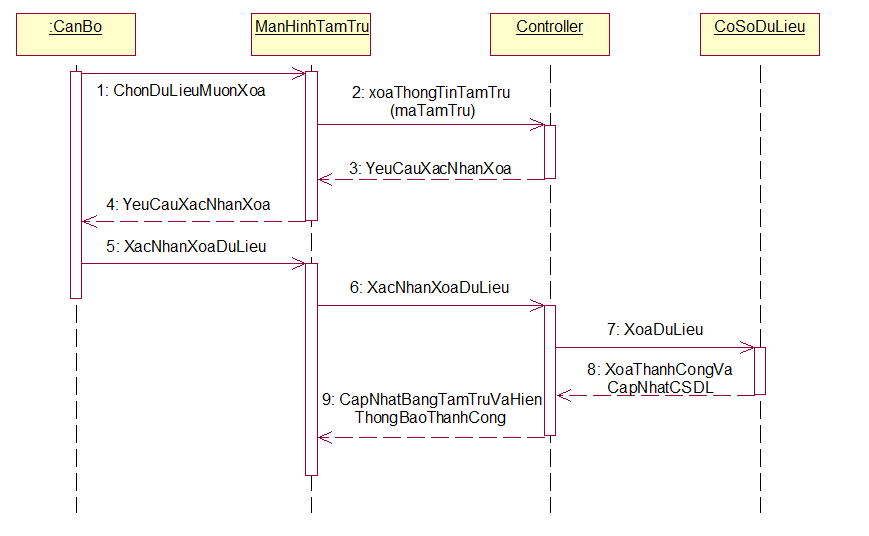 :CanBo
ManHinhTamTru
Controller
CoSoDuLieu
1: ChonDuLieuMuonXoa
2: xoaThongTinTamTru
(maTamTru)
3: YeuCauXacNhanXoa
4: YeuCauXacNhanXoa
5: XacNhanXoaDuLieu
6: XacNhanXoaDuLieu
7: XoaDuLieu
8: XoaThanhCongVa
CapNhatCSDL
9: CapNhatBangTamTruVaHien
ThongBaoThanhCong